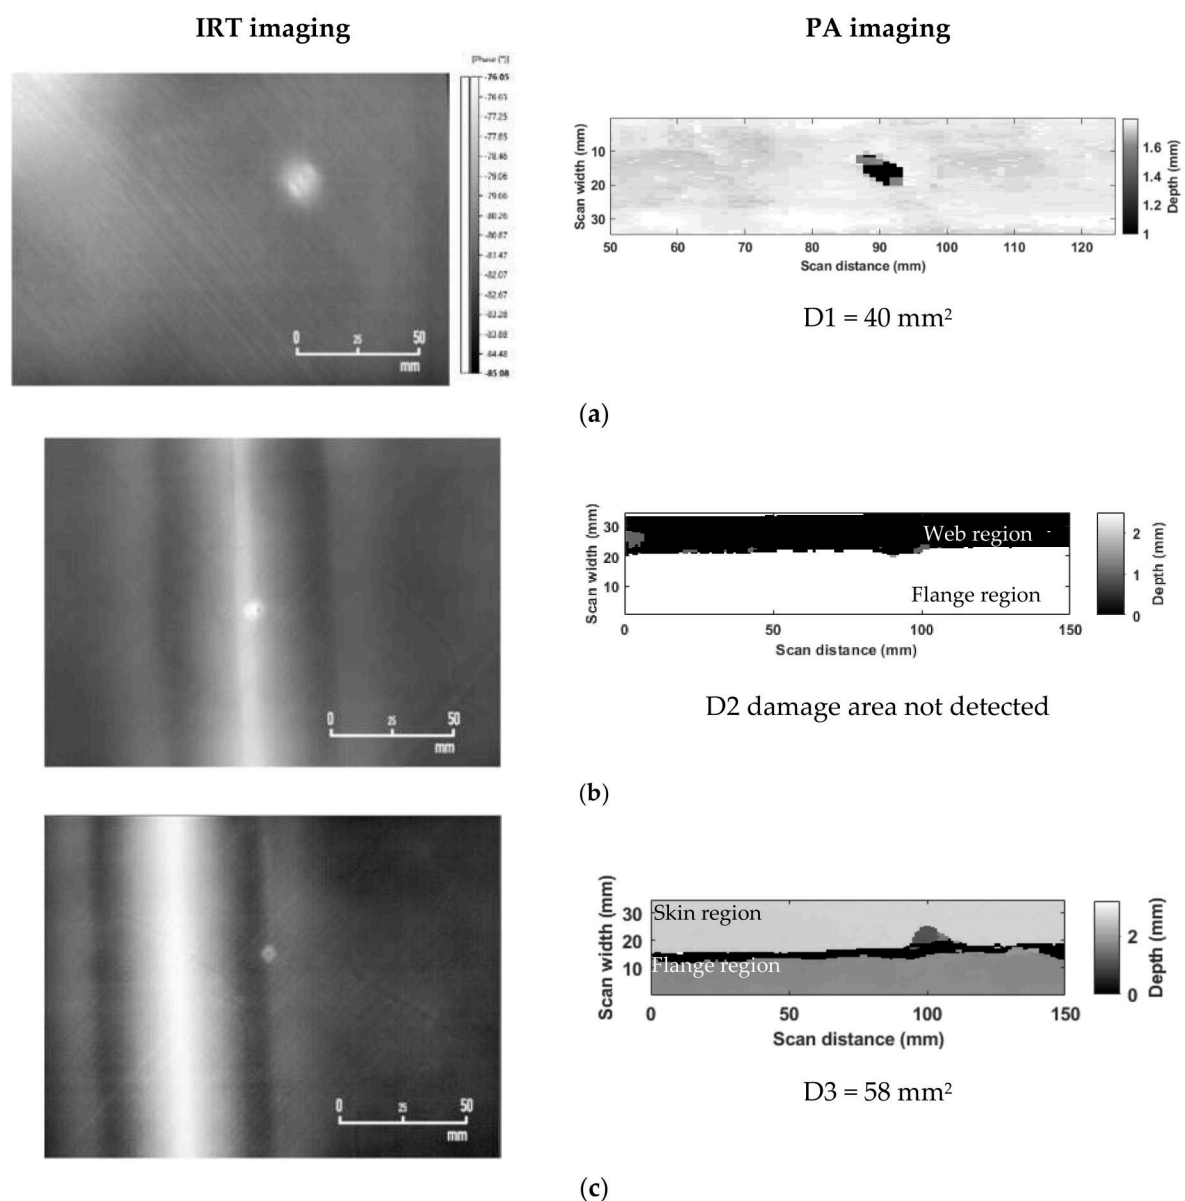 IRT imaging
PA imaging
[Phase (°)]
-76.05
-76.65
-77.25
-77.85
-78.46
-79.06
-79.66
-80.26
-80.87
-81.47
-82.07
-82.67
-83.28
-83.88
-84.48
-85.08
0 25 50
mm
Scan width (mm)
10
20
30
50 60 70 80 90 100 110 120
Scan distance (mm)
1.6
1.4
1.2
1
Depth (mm)
D1 = 40 mm²
(a)
0 25 50
mm
Scan width (mm)
30
20
10
Web region
Flange region
0 50 100 150
Scan distance (mm)
2
1
0
Depth (mm)
D2 damage area not detected
(b)
0 25 50
mm
Scan width (mm)
30
20
10
Skin region
Flange region
0 50 100 150
Scan distance (mm)
2
0
Depth (mm)
D3 = 58 mm²
(c)